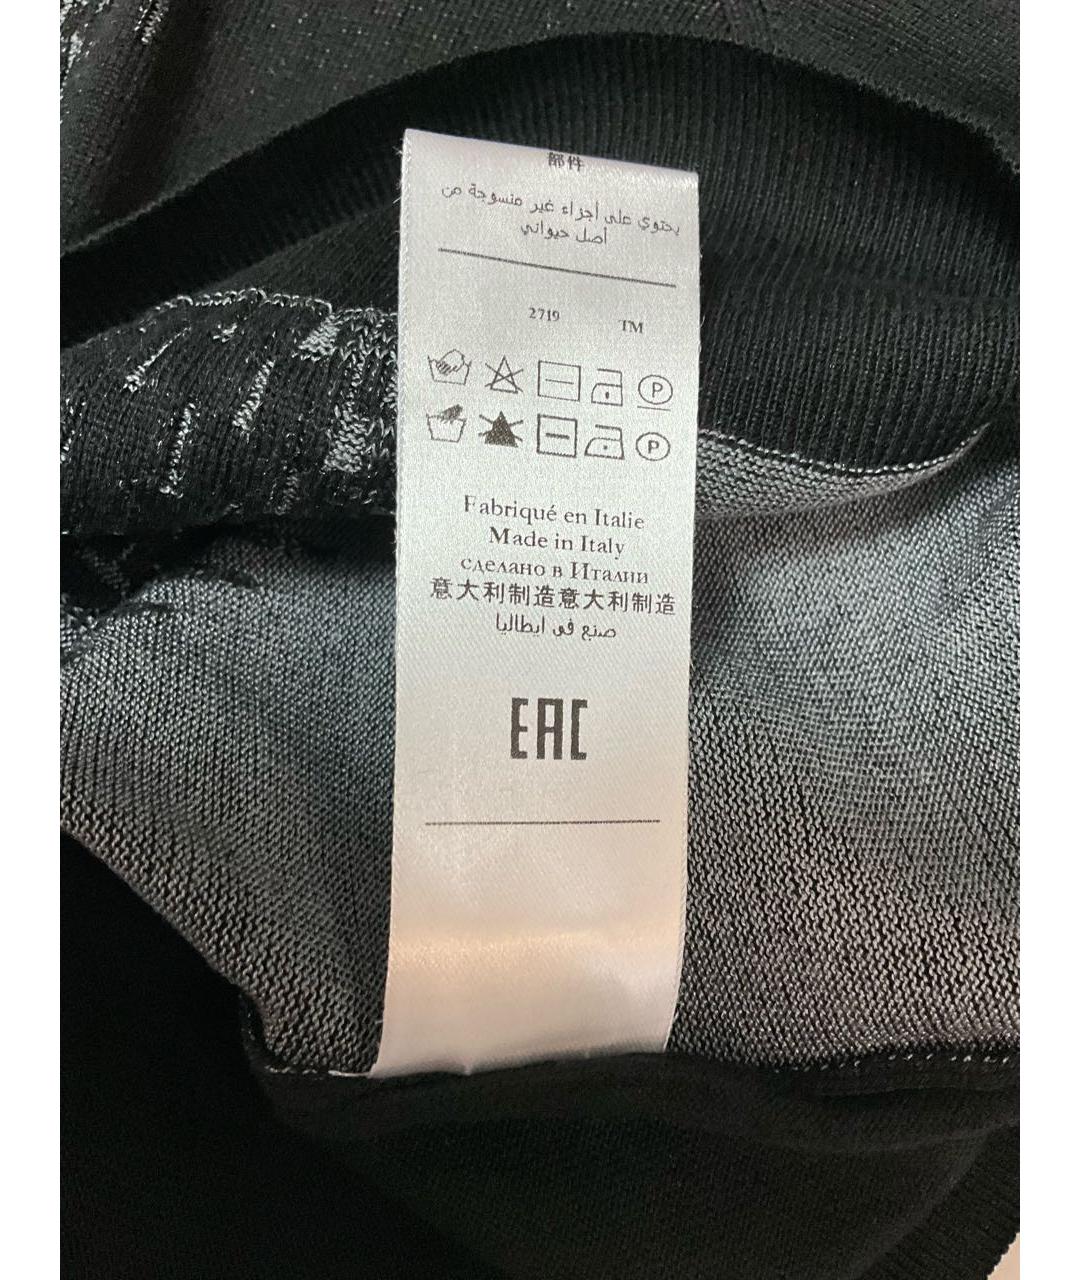 部件
يحتوي على أجزاء غير منسوجة من
أصل حيواني
2719 TM
P
P
Fabriqué en Italie
Made in Italy
сделано в Италии
意大利制造意大利制造
صنع في ايطاليا
EAC